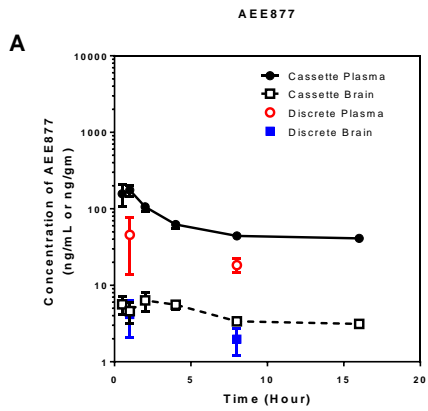 AEE877
A
Concentration of AEE877
(ng/mL or ng/gm)
10000
1000
100
10
1
Cassette Plasma
Cassette Brain
Discrete Plasma
Discrete Brain
0 5 10 15 20
Time (Hour)